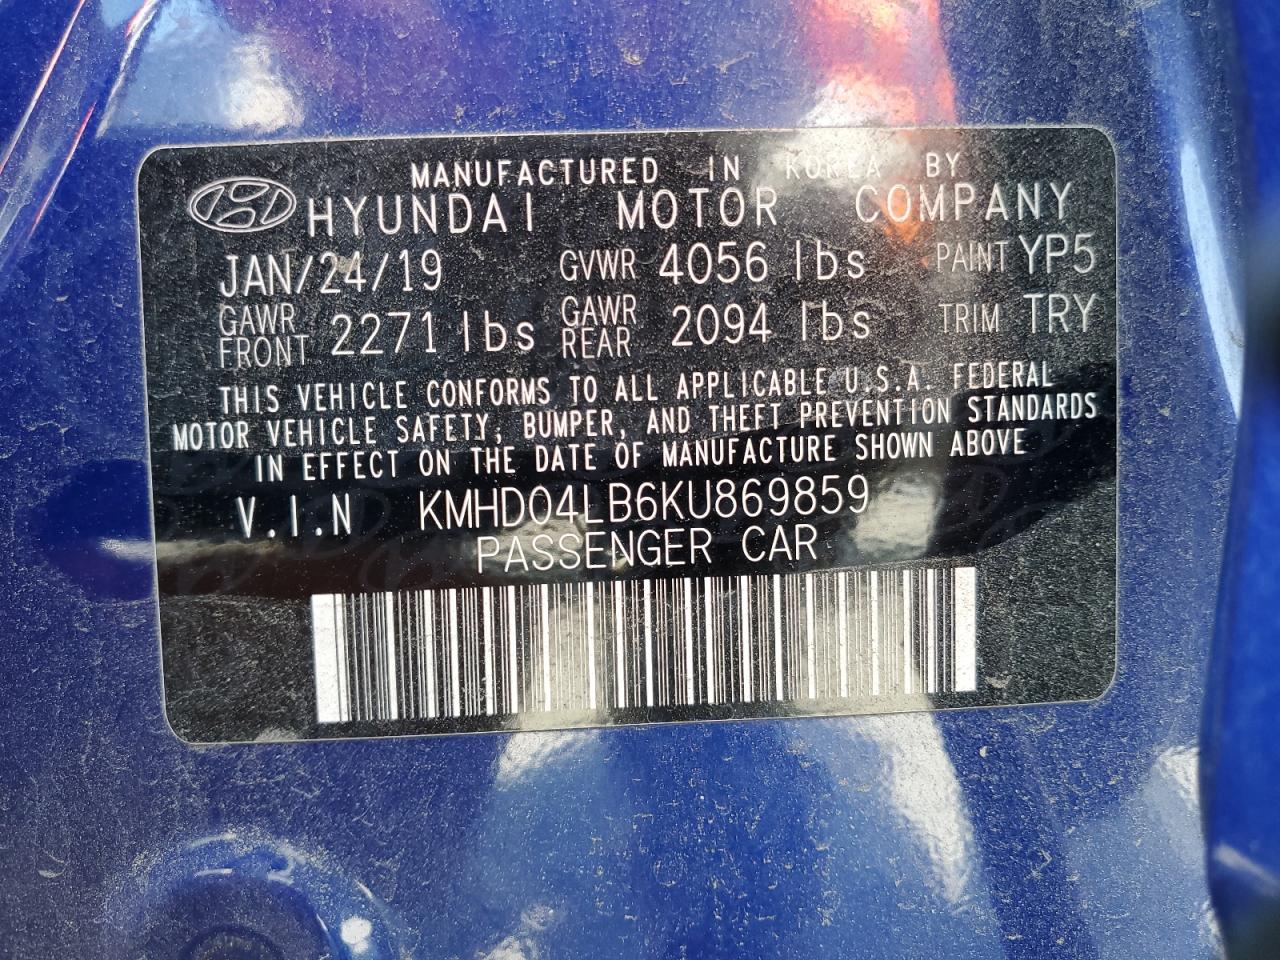 MANUFACTURED IN KOREA BY
HYUNDAI MOTOR COMPANY
JAN/24/19 GVWR 4056 lbs PAINT YP5
GAWR FRONT 2271 lbs GAWR REAR 2094 lbs TRIM TRY
THIS VEHICLE CONFORMS TO ALL APPLICABLE U.S.A. FEDERAL
MOTOR VEHICLE SAFETY, BUMPER, AND THEFT PREVENTION STANDARDS
IN EFFECT ON THE DATE OF MANUFACTURE SHOWN ABOVE
V.I.N KMHD04LB6KU869859
PASSENGER CAR